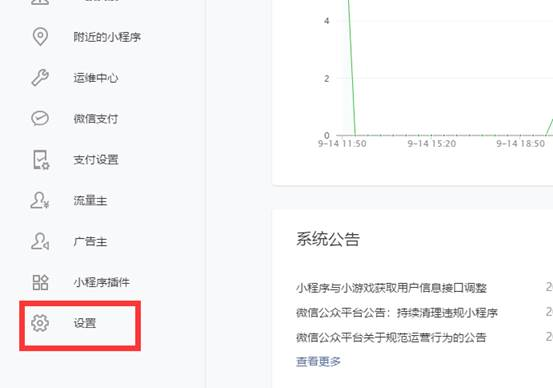 附近的小程序
运维中心
微信支付
支付设置
流量主
广告主
小程序插件
设置
4
2
0
9-14 11:50
9-14 15:20
9-14 18:50
系统公告
小程序与小游戏获取用户信息接口调整
2
微信公众平台公告：持续清理违规小程序
2
微信公众平台关于规范运营行为的公告
2
查看更多